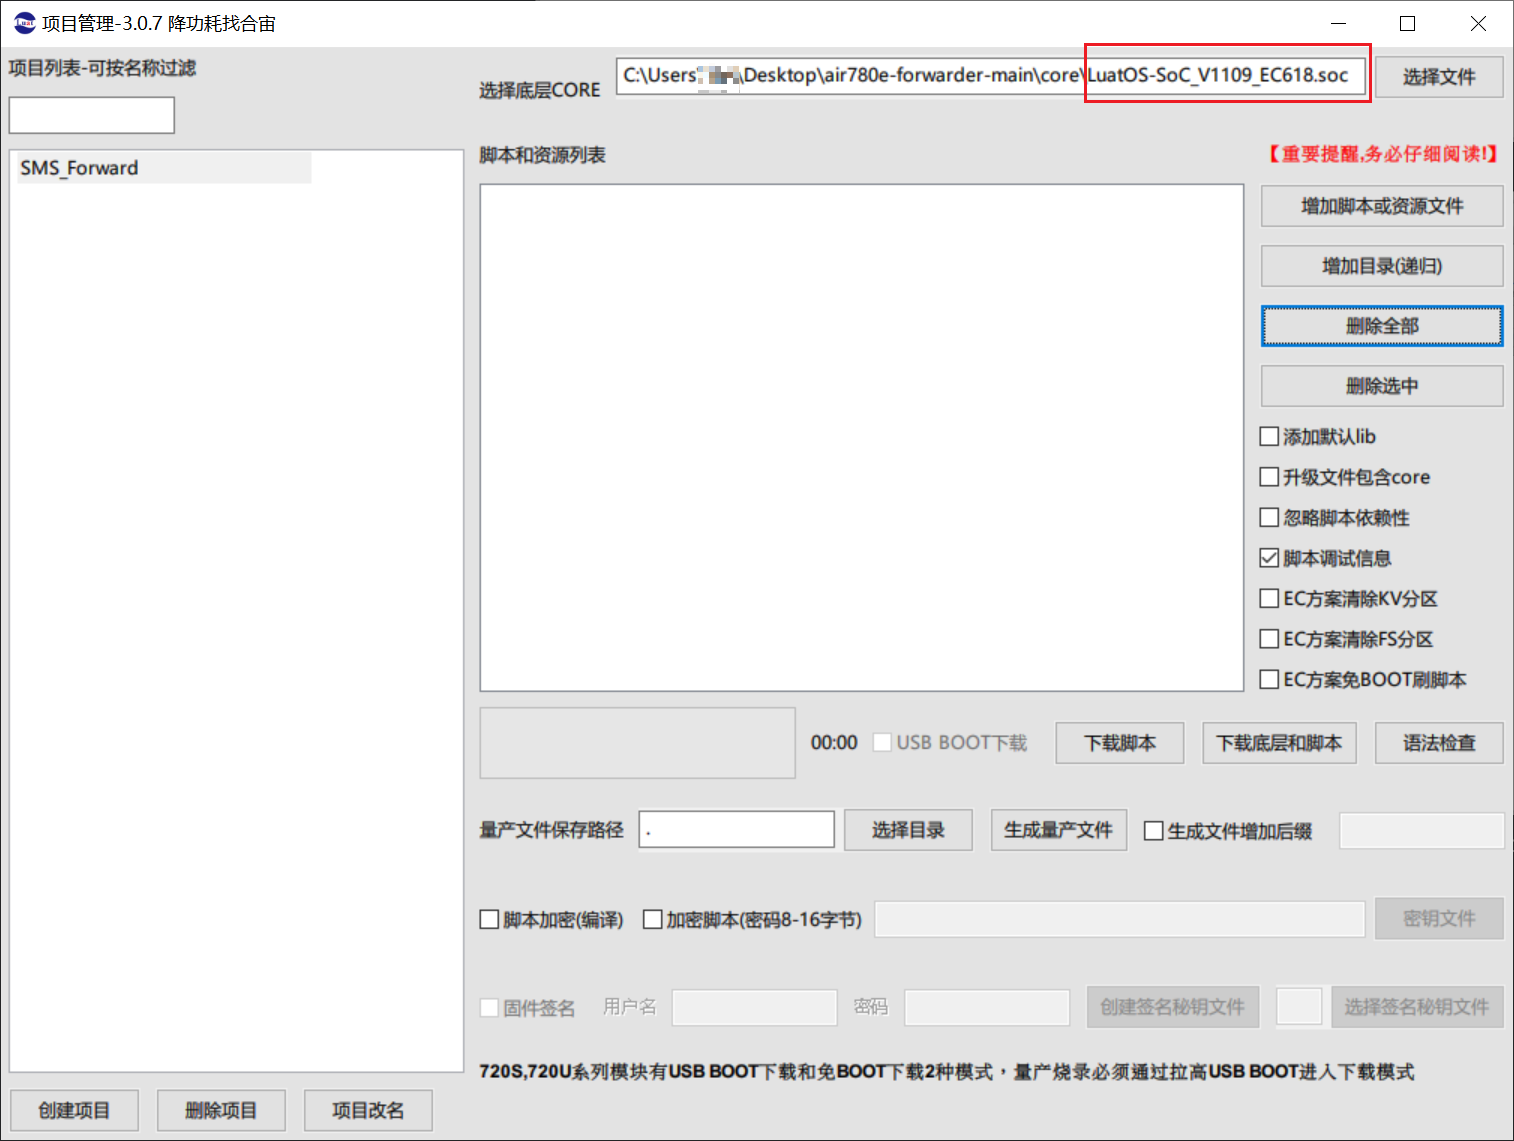 Luat 项目管理-3.0.7 降功耗找合宙
项目列表-可按名称过滤
SMS_Forward
选择底层CORE
C:\Users\
\Desktop\air780e-forwarder-main\core\LuatOS-SoC_V1109_EC618.soc
选择文件
脚本和资源列表
【重要提醒,务必仔细阅读!】
增加脚本或资源文件
增加目录(递归)
删除全部
删除选中
添加默认lib
升级文件包含core
忽略脚本依赖性
脚本调试信息
EC方案清除KV分区
EC方案清除FS分区
EC方案免BOOT刷脚本
00:00
USB BOOT下载
下载脚本
下载底层和脚本
语法检查
量产文件保存路径
.
选择目录
生成量产文件
生成文件增加后缀
脚本加密(编译)
加密脚本(密码8-16字节)
密钥文件
固件签名
用户名
密码
创建签名秘钥文件
选择签名秘钥文件
720S,720U系列模块有USB BOOT下载和免BOOT下载2种模式，量产烧录必须通过拉高USB BOOT进入下载模式
创建项目
删除项目
项目改名